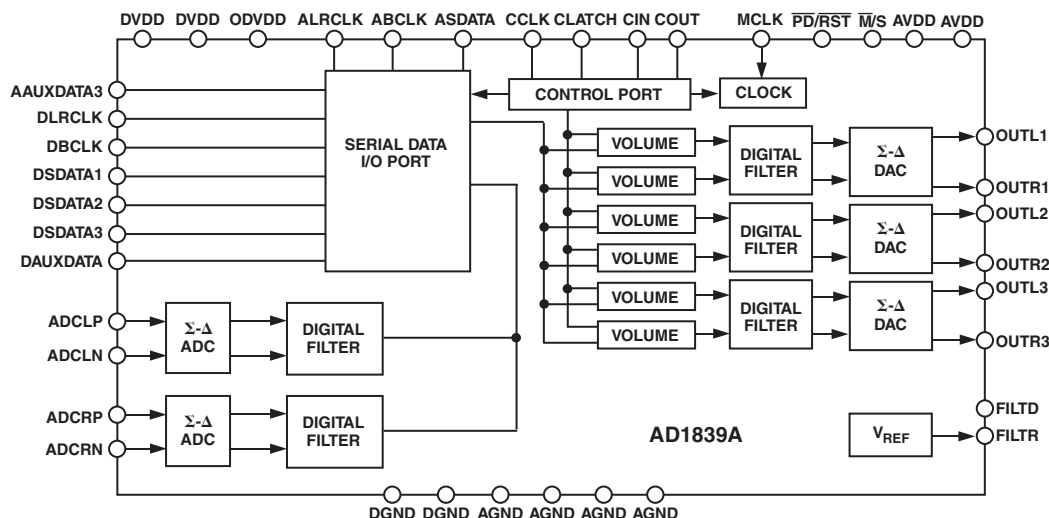 DVDD DVDD ODVDD ALRCLK ABCLK ASDATA CCLK CLATCH CIN COUT MCLK PD/RST M/S AVDD AVDD
AAUXDATA3
DLRCLK
DBCLK
DSDATA1
DSDATA2
DSDATA3
DAUXDATA
SERIAL DATA
I/O PORT
CONTROL PORT
CLOCK
VOLUME
VOLUME
DIGITAL
FILTER
Σ-Δ
DAC
OUTL1
OUTR1
VOLUME
VOLUME
DIGITAL
FILTER
Σ-Δ
DAC
OUTL2
OUTR2
VOLUME
VOLUME
DIGITAL
FILTER
Σ-Δ
DAC
OUTL3
OUTR3
ADCLP
ADCLN
Σ-Δ
ADC
DIGITAL
FILTER
ADCRP
ADCRN
Σ-Δ
ADC
DIGITAL
FILTER
AD1839A
VREF
FILTD
FILTR
DGND DGND AGND AGND AGND AGND